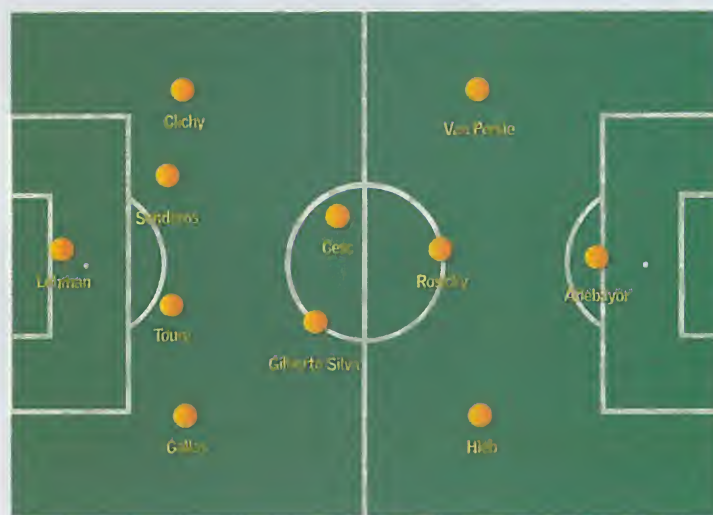 Clichy
Van Persie
Senderos
Cesc
Lehman
Rosicky
Adebayor
Toure
Gilberto Silva
Gallas
Hleb